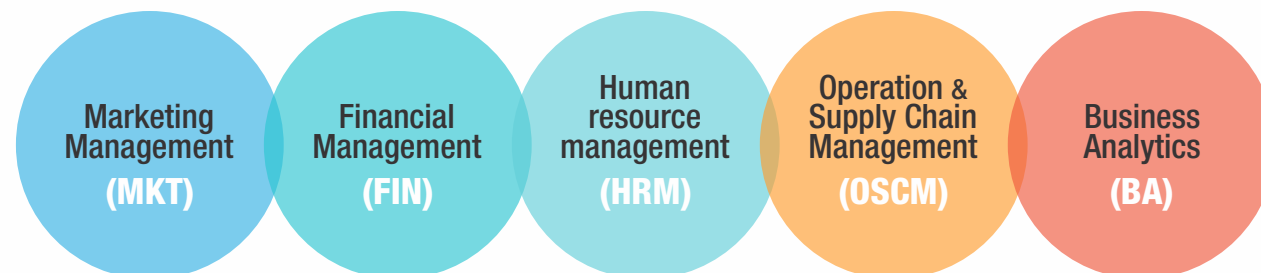 Marketing
Management
(MKT)
Financial
Management
(FIN)
Human
resource
management
(HRM)
Operation &
Supply Chain
Management
(OSCM)
Business
Analytics
(BA)